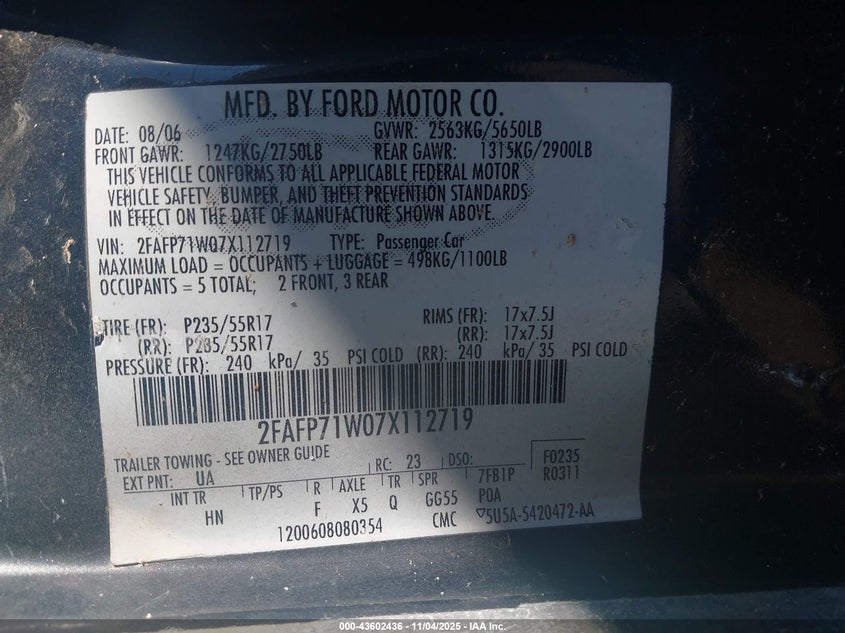 MFD. BY FORD MOTOR CO.
DATE: 08/06 GVWR: 2563KG/5650LB
FRONT GAWR: 1247KG/2750LB REAR GAWR: 1315KG/2900LB
THIS VEHICLE CONFORMS TO ALL APPLICABLE FEDERAL MOTOR
VEHICLE SAFETY, BUMPER, AND THEFT PREVENTION STANDARDS
IN EFFECT ON THE DATE OF MANUFACTURE SHOWN ABOVE.
VIN: 2FAFP71W07X112719 TYPE: Passenger Car
MAXIMUM LOAD = OCCUPANTS + LUGGAGE = 498KG/1100LB
OCCUPANTS = 5 TOTAL; 2 FRONT, 3 REAR
TIRE (FR): P235/55R17 RIMS (FR): 17x7.5J
(RR): P235/55R17 (RR): 17x7.5J
PRESSURE (FR): 240 kPa/ 35 PSI COLD (RR): 240 kPa/ 35 PSI COLD
2FAFP71W07X112719
TRAILER TOWING - SEE OWNER GUIDE
EXT PNT: UA RC: 23 DSO: F0235
INT TR TP/PS R AXLE TR SPR 7FB1P R0311
HN F X5 Q GG55 POA
1200608080354 CMC ▽5U5A-5420472-AA
000-43602436 - 11/04/2025 - IAA Inc.